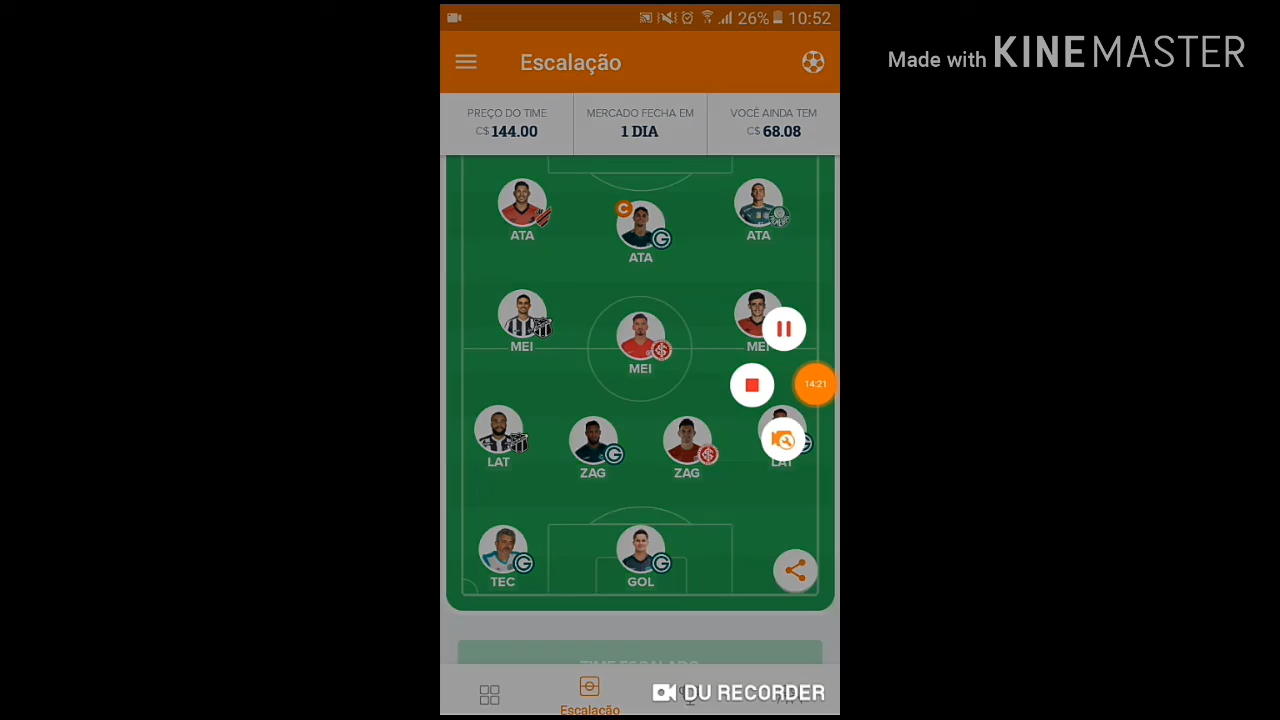 26% 10:52
Made with KINEMASTER
Escalação
PREÇO DO TIME
C$ 144.00
MERCADO FECHA EM
1 DIA
VOCÊ AINDA TEM
C$ 68.08
C
ATA
ATA
ATA
MEI
MEI
MEI
14:21
LAT
ZAG
ZAG
LAT
TEC
GOL
TIME ESCALADO
Escalação
DU RECORDER